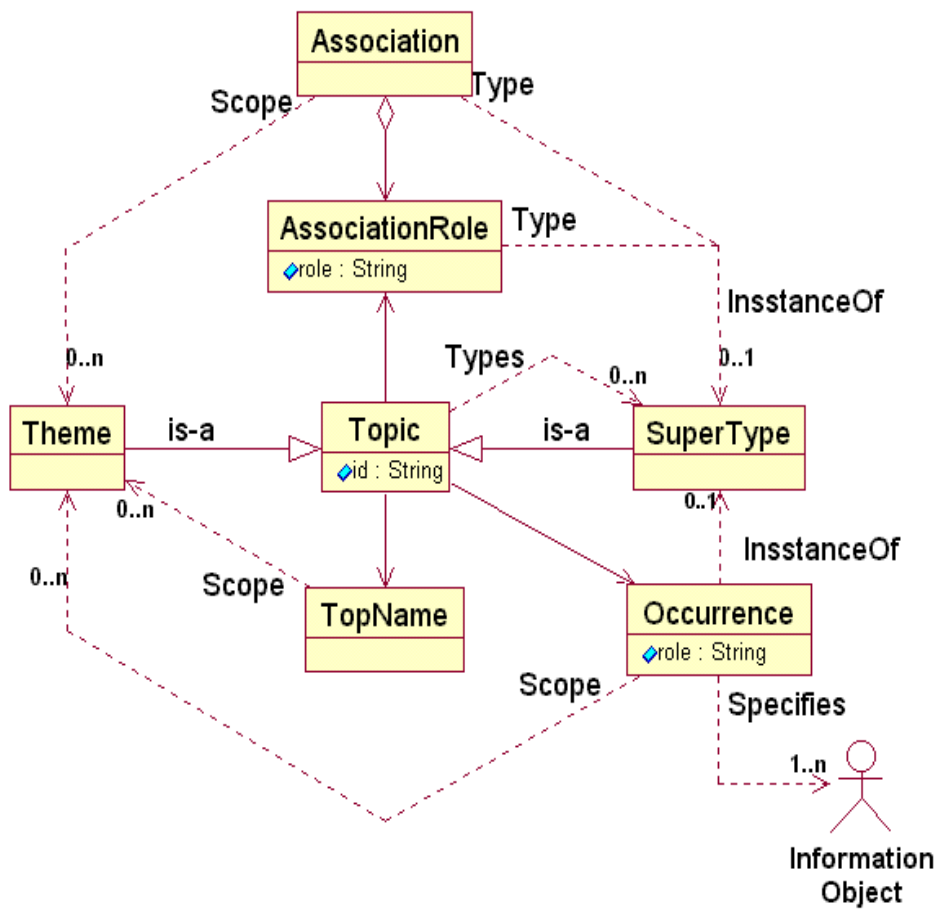 Association
Scope
Type
AssociationRole
Type
role : String
InsstanceOf
0..n
Types
0..n
0..1
Theme
is-a
Topic
is-a
SuperType
id : String
0..n
0..1
InsstanceOf
0..n
Scope
TopName
Occurrence
role : String
Scope
Specifies
1..n
Information
Object